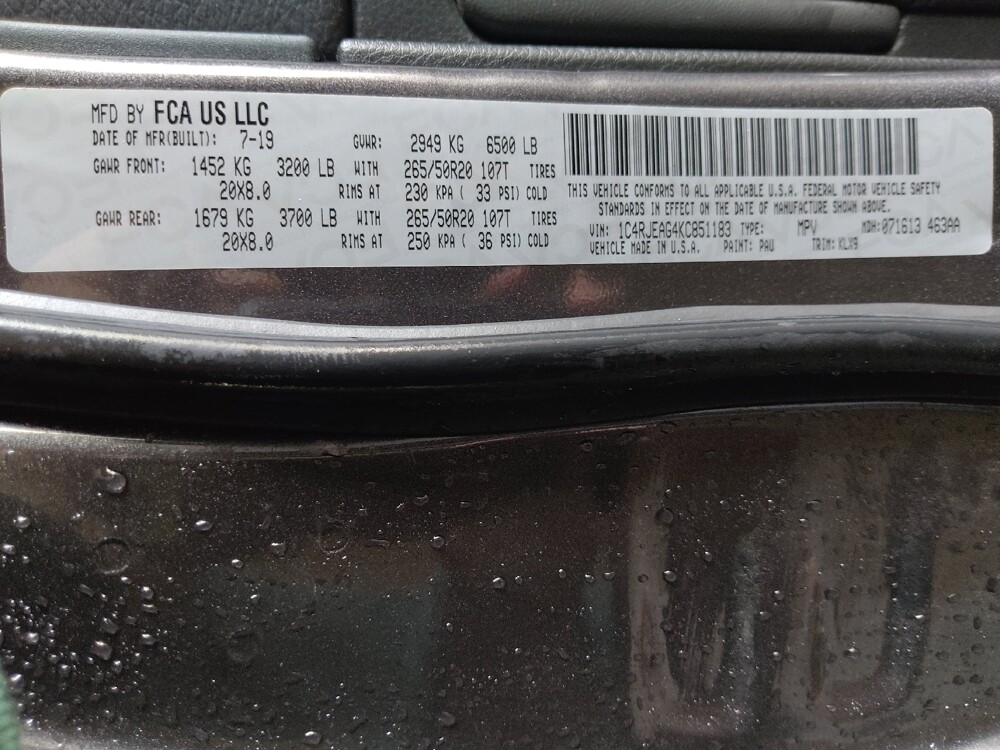 MFD BY FCA US LLC
DATE OF MFR(BUILT): 7-19 GVWR: 2949 KG 6500 LB
GAWR FRONT: 1452 KG 3200 LB WITH 265/50R20 107T TIRES
20X8.0 RIMS AT 230 KPA ( 33 PSI) COLD
GAWR REAR: 1679 KG 3700 LB WITH 265/50R20 107T TIRES
20X8.0 RIMS AT 250 KPA ( 36 PSI) COLD
THIS VEHICLE CONFORMS TO ALL APPLICABLE U.S.A. FEDERAL MOTOR VEHICLE SAFETY
STANDARDS IN EFFECT ON THE DATE OF MANUFACTURE SHOWN ABOVE.
VIN: 1C4RJEAG4KC851183 TYPE: MPV MDH:071613 463AA
VEHICLE MADE IN U.S.A. PAINT: PAU TRIM: KLX9